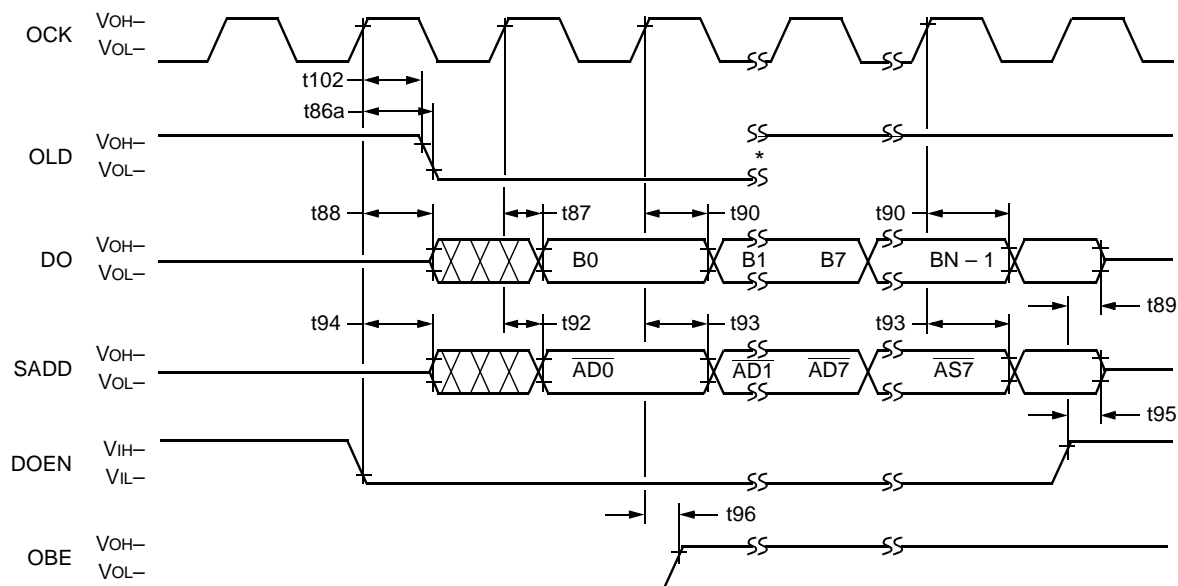 OCK VOH–
VOL–
t102
t86a
OLD VOH–
VOL–
*
t88 t87 t90 t90
DO VOH–
VOL–
B0 B1 B7 BN – 1
t89
t94 t92 t93 t93
SADD VOH–
VOL–
AD0 AD1 AD7 AS7
t95
DOEN VIH–
VIL–
t96
OBE VOH–
VOL–